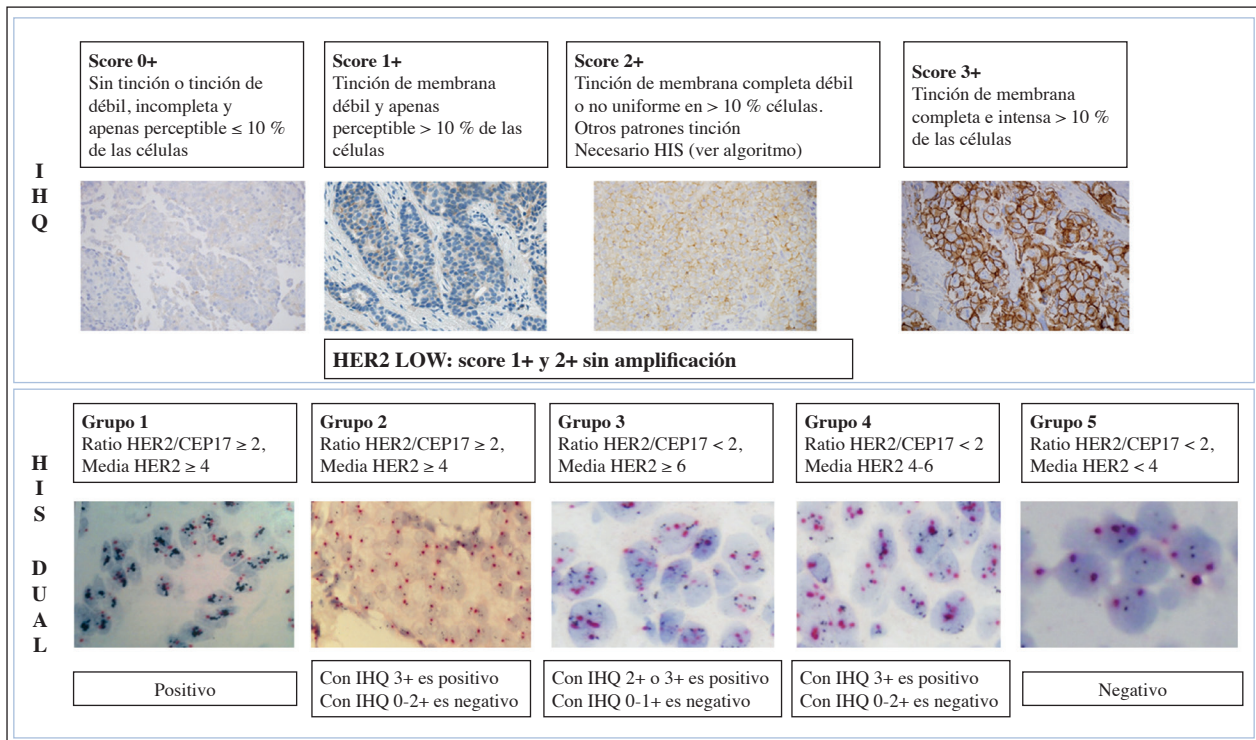 I
H
Q
Score 0+
Sin tinción o tinción de
débil, incompleta y
apenas perceptible ≤ 10 %
de las células
Score 1+
Tinción de membrana
débil y apenas
perceptible > 10 % de las
células
Score 2+
Tinción de membrana completa débil
o no uniforme en > 10 % células.
Otros patrones tinción
Necesario HIS (ver algoritmo)
Score 3+
Tinción de membrana
completa e intensa > 10 %
de las células
HER2 LOW: score 1+ y 2+ sin amplificación
H
I
S
D
U
A
L
Grupo 1
Ratio HER2/CEP17 ≥ 2,
Media HER2 ≥ 4
Grupo 2
Ratio HER2/CEP17 ≥ 2,
Media HER2 ≥ 4
Grupo 3
Ratio HER2/CEP17 < 2,
Media HER2 ≥ 6
Grupo 4
Ratio HER2/CEP17 < 2
Media HER2 4-6
Grupo 5
Ratio HER2/CEP17 < 2,
Media HER2 < 4
Positivo
Con IHQ 3+ es positivo
Con IHQ 0-2+ es negativo
Con IHQ 2+ o 3+ es positivo
Con IHQ 0-1+ es negativo
Con IHQ 3+ es positivo
Con IHQ 0-2+ es negativo
Negativo